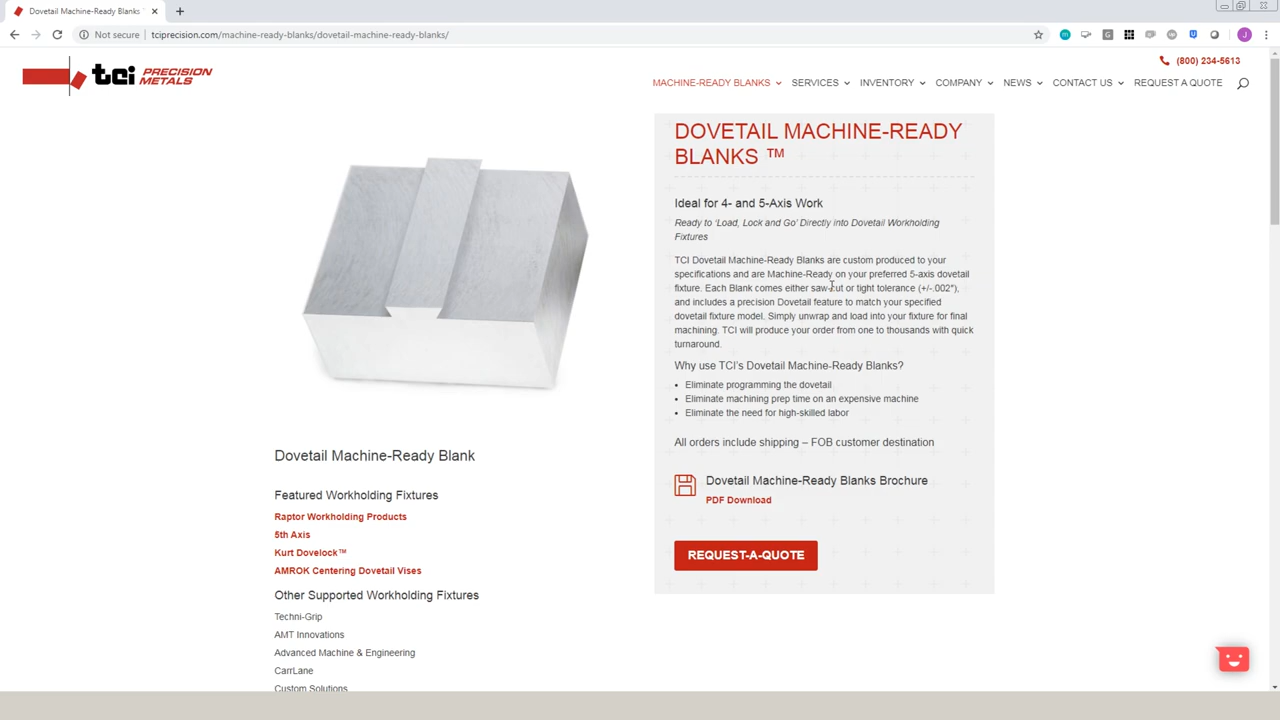 Dovetail Machine-Ready Blanks
Not secure | tciprecision.com/machine-ready-blanks/dovetail-machine-ready-blanks/
(800) 234-5613
tci PRECISION METALS
MACHINE-READY BLANKS SERVICES INVENTORY COMPANY NEWS CONTACT US REQUEST A QUOTE
DOVETAIL MACHINE-READY
BLANKS ™
Ideal for 4- and 5-Axis Work
Ready to 'Load, Lock and Go' Directly into Dovetail Workholding
Fixtures
TCI Dovetail Machine-Ready Blanks are custom produced to your
specifications and are Machine-Ready on your preferred 5-axis dovetail
fixture. Each Blank comes either saw-cut or tight tolerance (+/-.002"),
and includes a precision Dovetail feature to match your specified
dovetail fixture model. Simply unwrap and load into your fixture for final
machining. TCI will produce your order from one to thousands with quick
turnaround.
Why use TCI's Dovetail Machine-Ready Blanks?
• Eliminate programming the dovetail
• Eliminate machining prep time on an expensive machine
• Eliminate the need for high-skilled labor
All orders include shipping – FOB customer destination
Dovetail Machine-Ready Blanks Brochure
PDF Download
REQUEST-A-QUOTE
Dovetail Machine-Ready Blank
Featured Workholding Fixtures
Raptor Workholding Products
5th Axis
Kurt Dovelock™
AMROK Centering Dovetail Vises
Other Supported Workholding Fixtures
Techni-Grip
AMT Innovations
Advanced Machine & Engineering
CarrLane
Custom Solutions